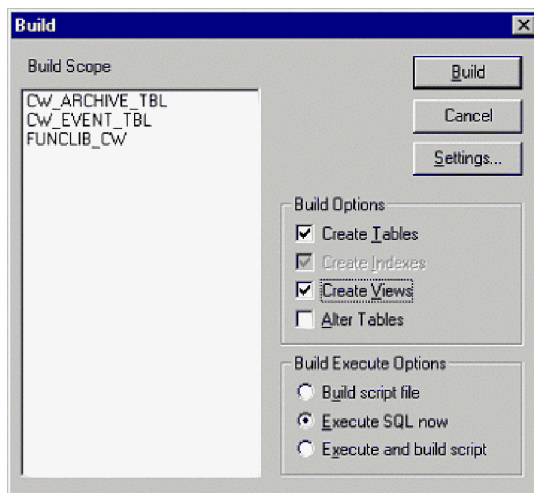 Build
Build Scope
CW_ARCHIVE_TBL
CW_EVENT_TBL
FUNCLIB_CW
Build
Cancel
Settings...
Build Options
Create Tables
Create Indexes
Create Views
Alter Tables
Build Execute Options
Build script file
Execute SQL now
Execute and build script